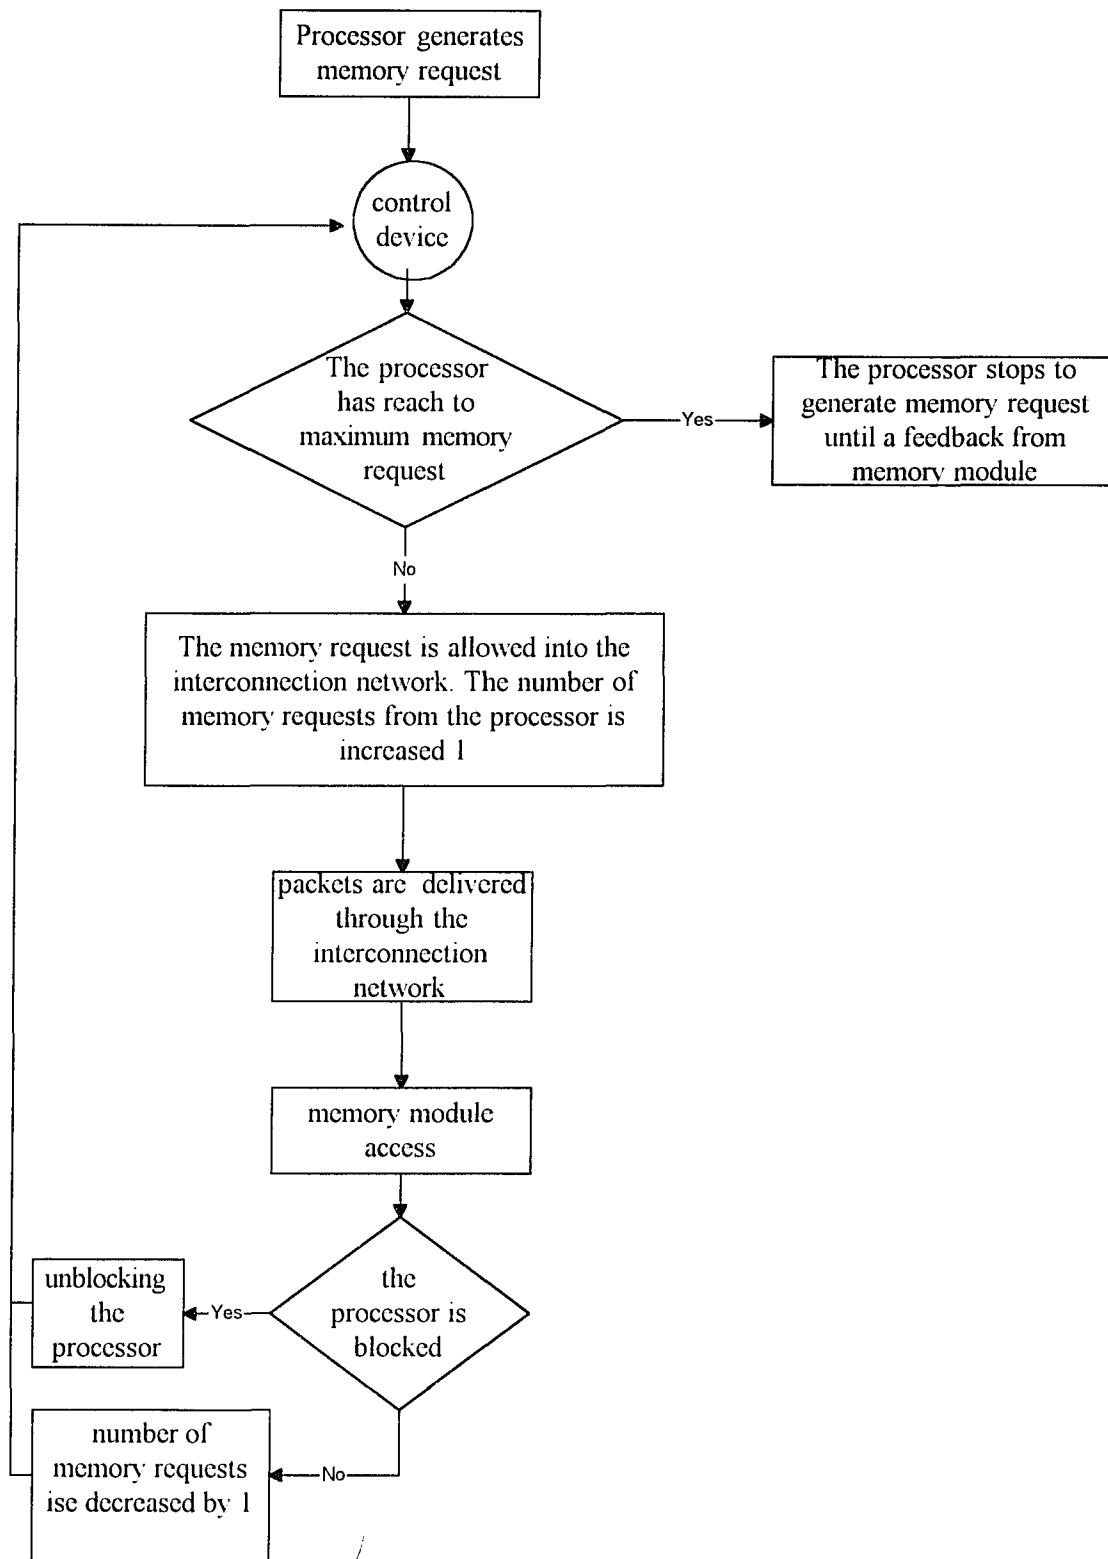 Processor generates
memory request
control
device
The processor
has reach to
maximum memory
request
Yes
The processor stops to
generate memory request
until a feedback from
memory module
No
The memory request is allowed into the
interconnection network. The number of
memory requests from the processor is
increased 1
packets are delivered
through the
interconnection
network
memory module
access
the
processor is
blocked
Yes
unblocking
the
processor
No
number of
memory requests
ise decreased by 1